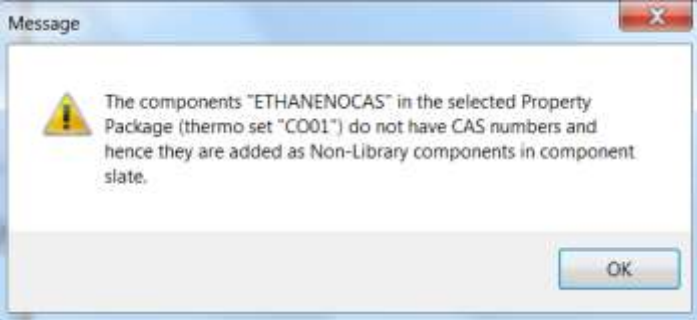 Message
The components "ETHANENOCAS" in the selected Property
Package (thermo set "CO01") do not have CAS numbers and
hence they are added as Non-Library components in component
slate.
OK